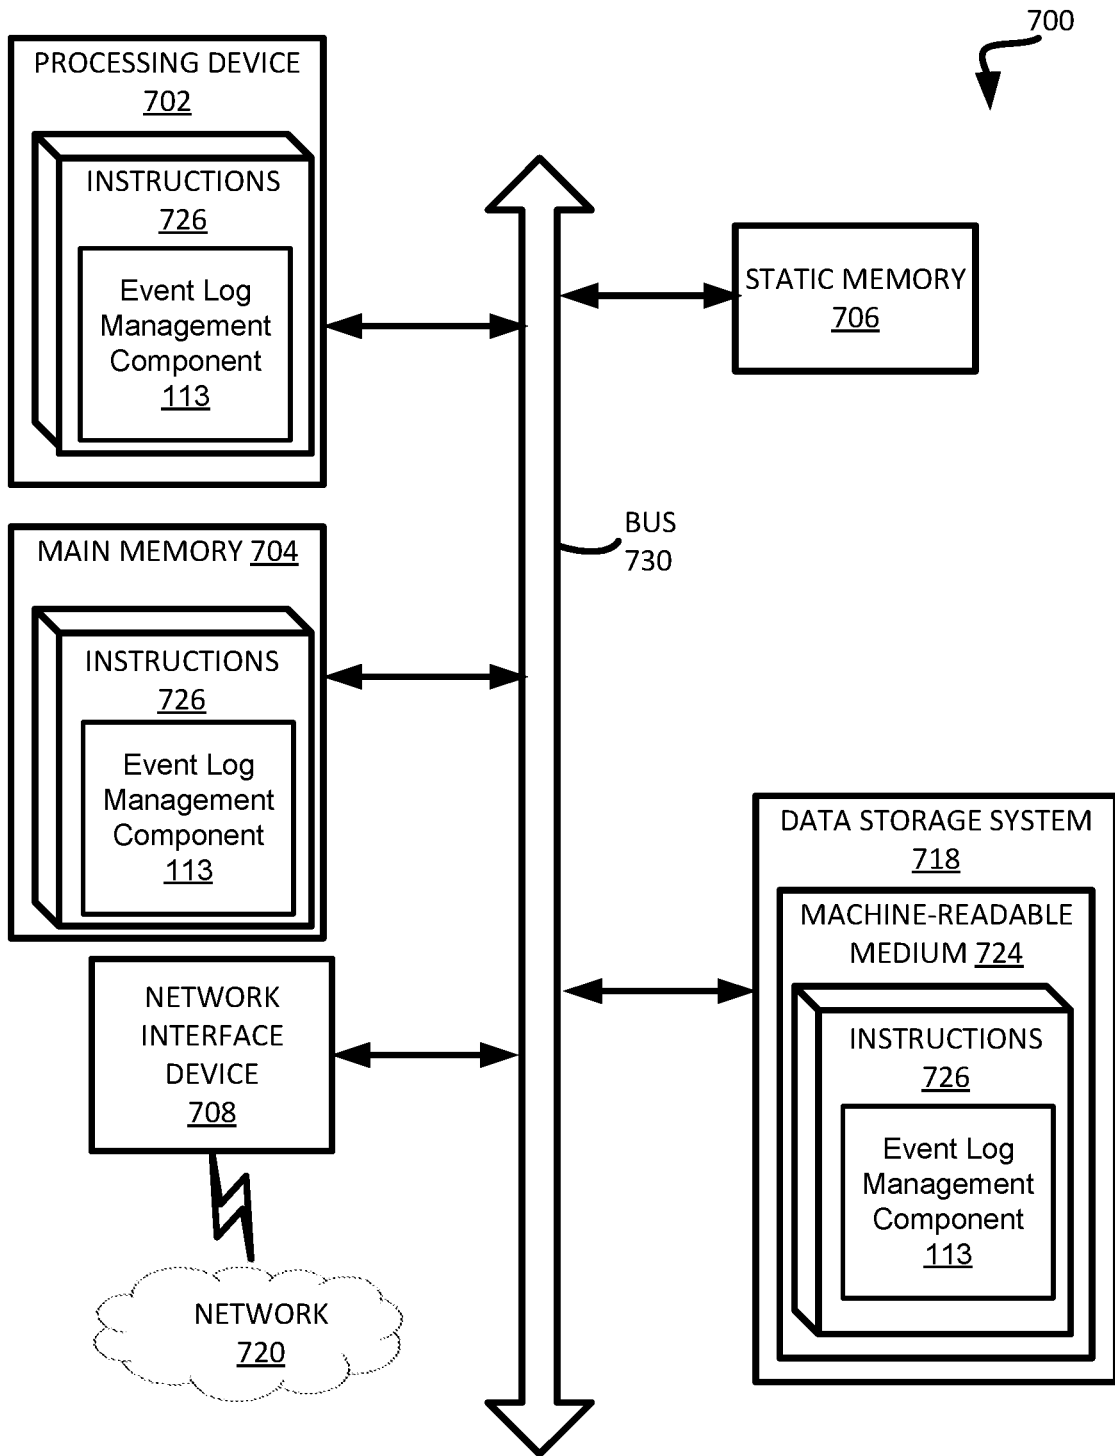 700
PROCESSING DEVICE
702
INSTRUCTIONS
726
Event Log
Management
Component
113
STATIC MEMORY
706
BUS
730
MAIN MEMORY 704
INSTRUCTIONS
726
Event Log
Management
Component
113
DATA STORAGE SYSTEM
718
MACHINE-READABLE
MEDIUM 724
INSTRUCTIONS
726
Event Log
Management
Component
113
NETWORK
INTERFACE
DEVICE
708
NETWORK
720